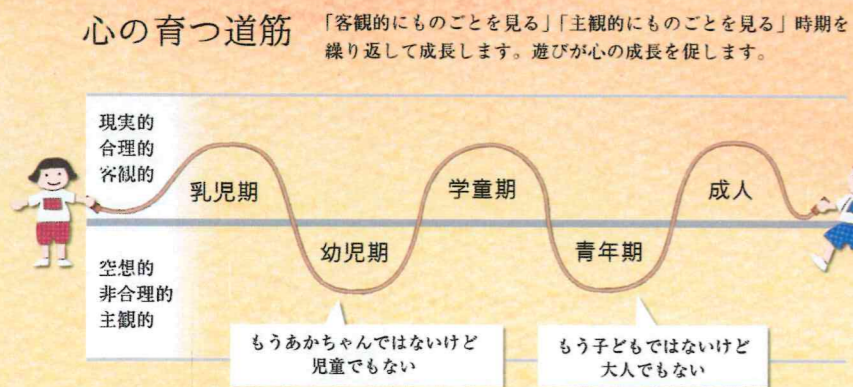 心の育つ道筋
「客観的にものごとを見る」「主観的にものごとを見る」時期を
繰り返して成長します。遊びが心の成長を促します。
現実的
合理的
客観的
乳児期
学童期
成人
幼児期
青年期
空想的
非合理的
主観的
もうあかちゃんではないけど
児童でもない
もう子どもではないけど
大人でもない